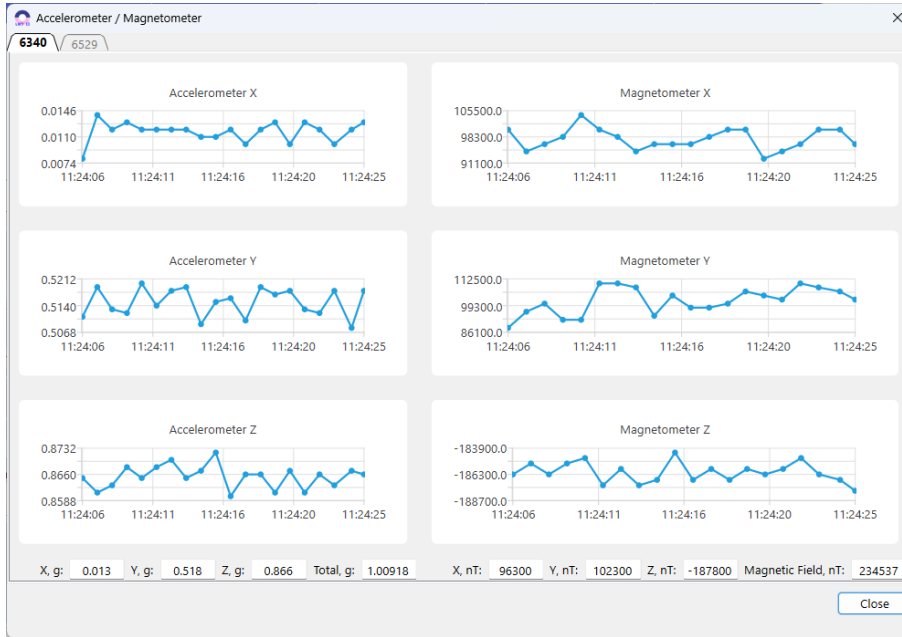 Accelerometer / Magnetometer
6340 6529
Accelerometer X
0.0146
0.0110
0.0074
11:24:06 11:24:11 11:24:16 11:24:20 11:24:25
Magnetometer X
105500.0
98300.0
91100.0
11:24:06 11:24:11 11:24:16 11:24:20 11:24:25
Accelerometer Y
0.5212
0.5140
0.5068
11:24:06 11:24:11 11:24:16 11:24:20 11:24:25
Magnetometer Y
112500.0
99300.0
86100.0
11:24:06 11:24:11 11:24:16 11:24:20 11:24:25
Accelerometer Z
0.8732
0.8660
0.8588
11:24:06 11:24:11 11:24:16 11:24:20 11:24:25
Magnetometer Z
-183900.0
-186300.0
-188700.0
11:24:06 11:24:11 11:24:16 11:24:20 11:24:25
X, g: 0.013 Y, g: 0.518 Z, g: 0.866 Total, g: 1.00918 X, nT: 96300 Y, nT: 102300 Z, nT: -187800 Magnetic Field, nT: 234537
Close